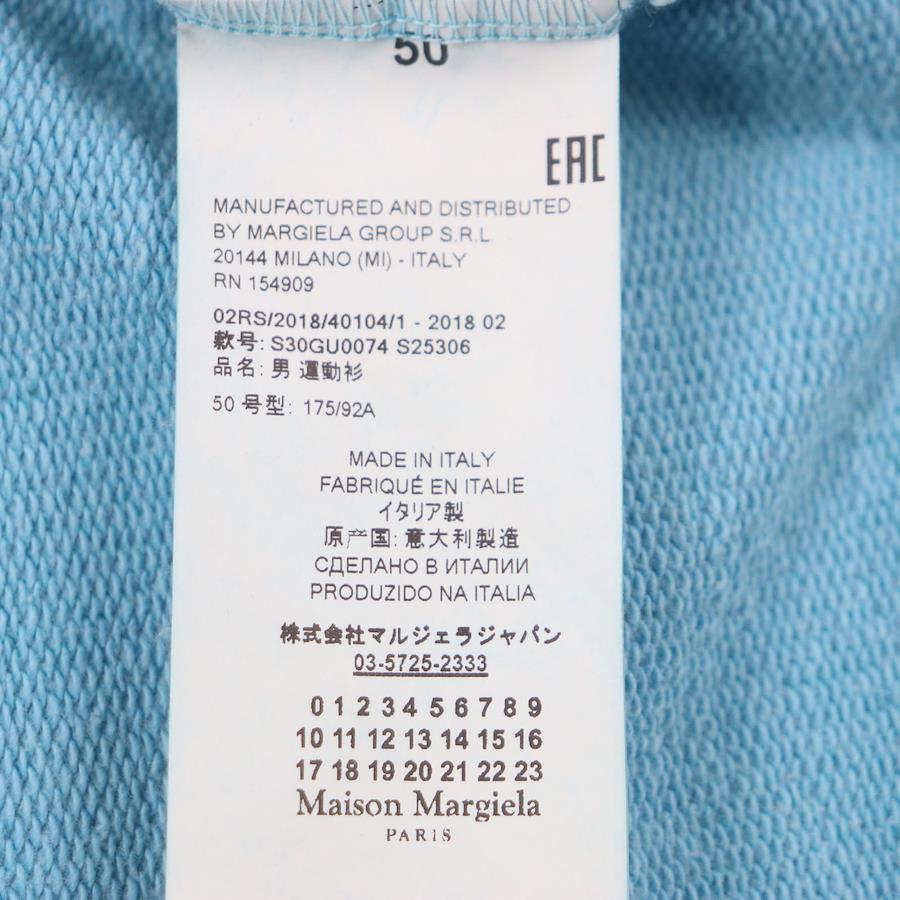 50
EAC
MANUFACTURED AND DISTRIBUTED
BY MARGIELA GROUP S.R.L.
20144 MILANO (MI) - ITALY
RN 154909
02RS/2018/40104/1 - 2018 02
款号: S30GU0074 S25306
品名: 男 運動衫
50 号型: 175/92A
MADE IN ITALY
FABRIQUÉ EN ITALIE
イタリア製
原产国: 意大利製造
СДЕЛАНО В ИТАЛИИ
PRODUZIDO NA ITALIA
株式会社マルジェラジャパン
03-5725-2333
0 1 2 3 4 5 6 7 8 9
10 11 12 13 14 15 16
17 18 19 20 21 22 23
Maison Margiela
PARIS